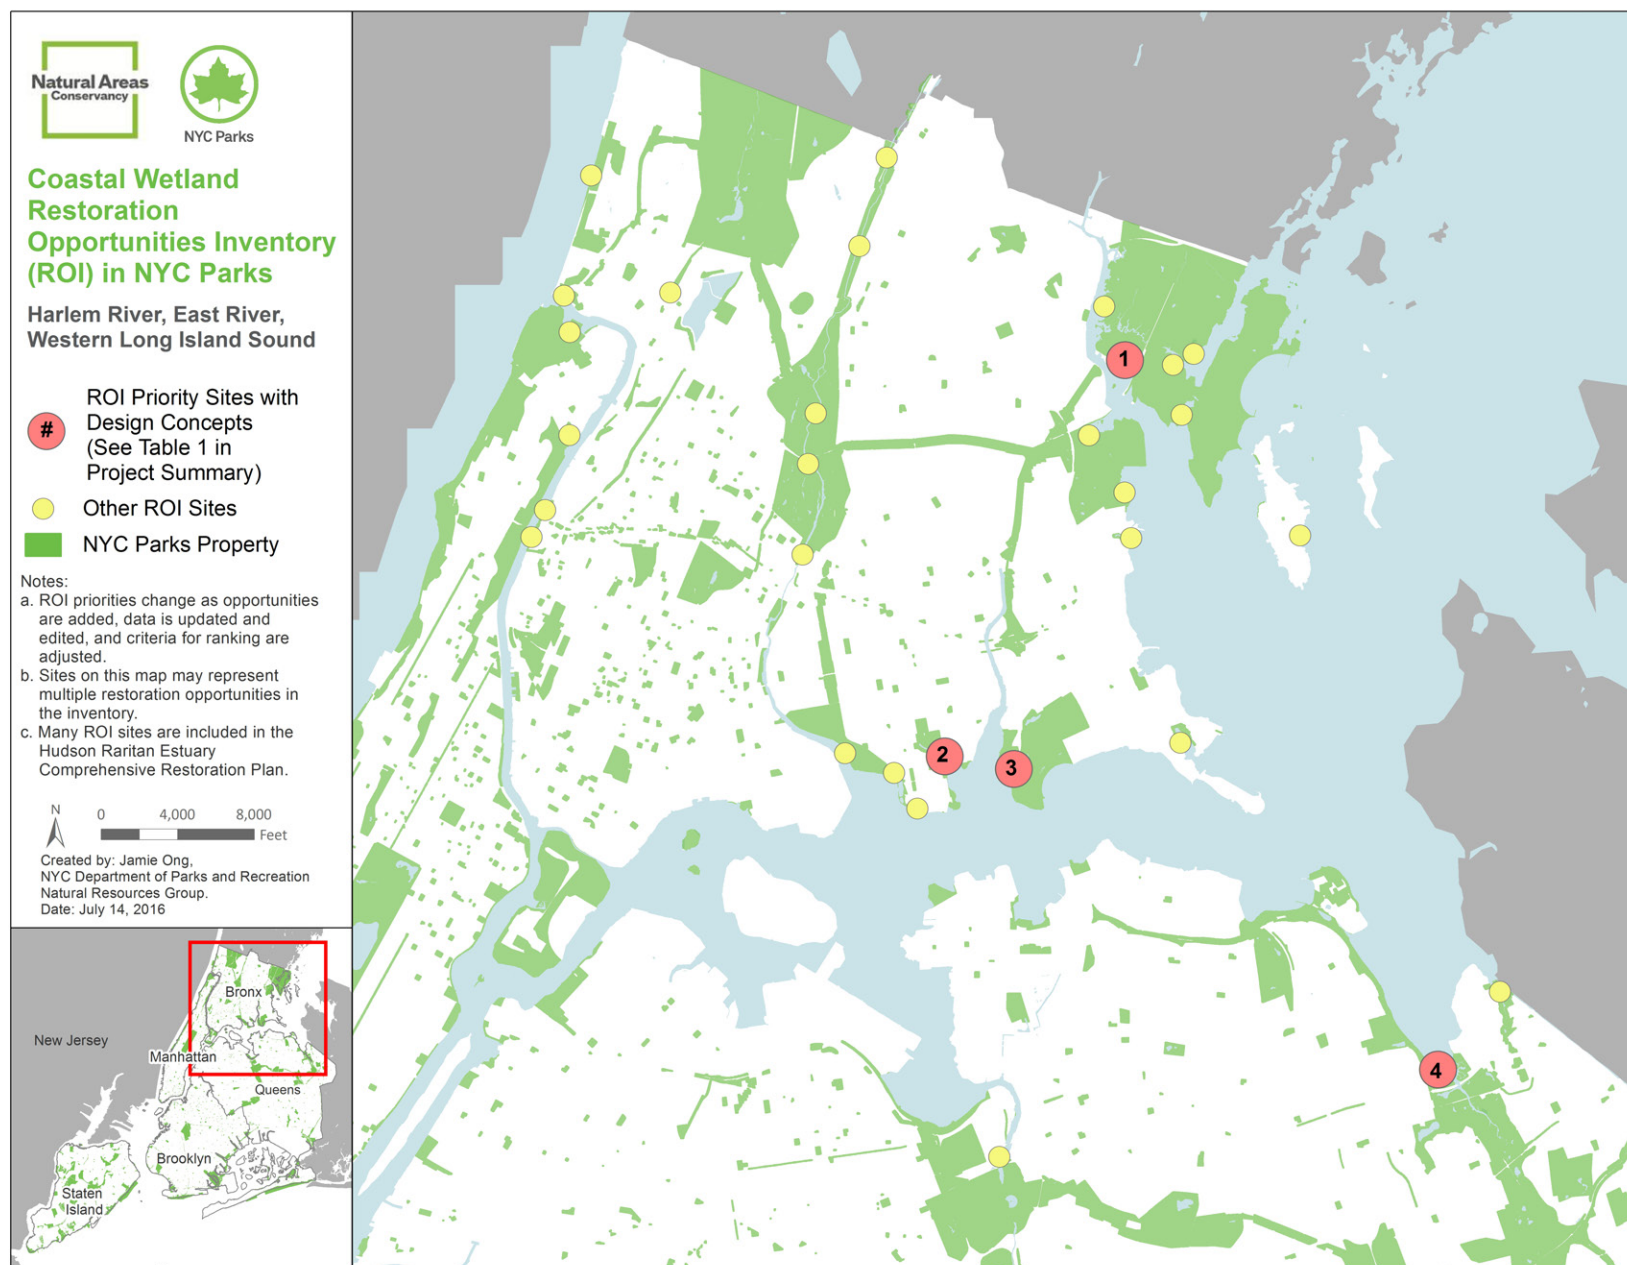 Natural Areas
Conservancy
NYC Parks
Coastal Wetland
Restoration
Opportunities Inventory
(ROI) in NYC Parks
Harlem River, East River,
Western Long Island Sound
#
ROI Priority Sites with
Design Concepts
(See Table 1 in
Project Summary)
Other ROI Sites
NYC Parks Property
Notes:
a. ROI priorities change as opportunities
are added, data is updated and
edited, and criteria for ranking are
adjusted.
b. Sites on this map may represent
multiple restoration opportunities in
the inventory.
c. Many ROI sites are included in the
Hudson Raritan Estuary
Comprehensive Restoration Plan.
N
0 4,000 8,000
Feet
Created by: Jamie Ong,
NYC Department of Parks and Recreation
Natural Resources Group.
Date: July 14, 2016
Bronx
New Jersey
Manhattan
Queens
Brooklyn
Staten
Island
1
2
3
4